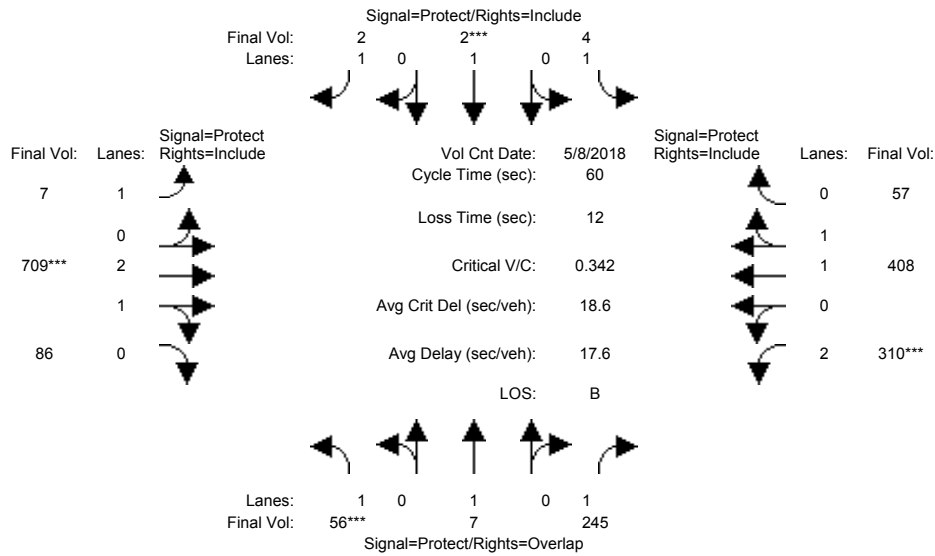 Signal=Protect/Rights=Include
Final Vol: 2 2*** 4
Lanes: 1 0 1 0 1
Signal=Protect
Final Vol: Lanes: Rights=Include
Vol Cnt Date: 5/8/2018
Signal=Protect
Rights=Include Lanes: Final Vol:
Cycle Time (sec): 60
7 1
0 57
Loss Time (sec): 12
0
1
709*** 2
Critical V/C: 0.342
1 408
1
Avg Crit Del (sec/veh): 18.6
0
86 0
Avg Delay (sec/veh): 17.6
2 310***
LOS: B
Lanes: 1 0 1 0 1
Final Vol: 56*** 7 245
Signal=Protect/Rights=Overlap